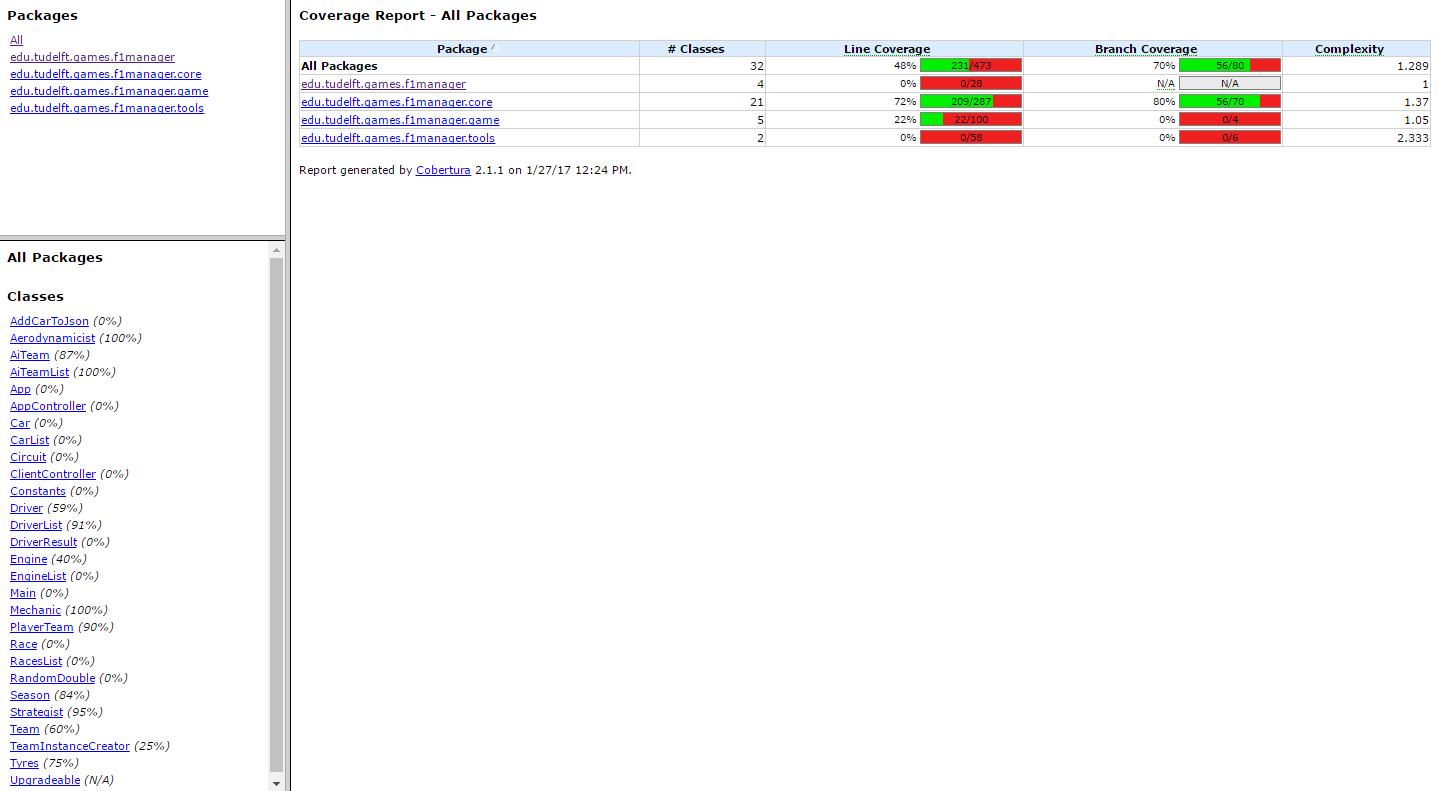 Packages
All
edu.tudelft.games.f1manager
edu.tudelft.games.f1manager.core
edu.tudelft.games.f1manager.game
edu.tudelft.games.f1manager.tools
All Packages
Classes
AddCarToJson (0%)
Aerodynamicist (100%)
AiTeam (87%)
AiTeamList (100%)
App (0%)
AppController (0%)
Car (0%)
CarList (0%)
Circuit (0%)
ClientController (0%)
Constants (0%)
Driver (59%)
DriverList (91%)
DriverResult (0%)
Engine (40%)
EngineList (0%)
Main (0%)
Mechanic (100%)
PlayerTeam (90%)
Race (0%)
RacesList (0%)
RandomDouble (0%)
Season (84%)
Strategist (95%)
Team (60%)
TeamInstanceCreator (25%)
Tyres (75%)
Upgradeable (N/A)
Coverage Report - All Packages
Package # Classes Line Coverage Branch Coverage Complexity
All Packages 32 48% 231/473 70% 56/80 1.289
edu.tudelft.games.f1manager 4 0% 0/28 N/A N/A 1
edu.tudelft.games.f1manager.core 21 72% 209/287 80% 56/70 1.37
edu.tudelft.games.f1manager.game 5 22% 22/100 0% 0/4 1.05
edu.tudelft.games.f1manager.tools 2 0% 0/58 0% 0/6 2.333
Report generated by Cobertura 2.1.1 on 1/27/17 12:24 PM.